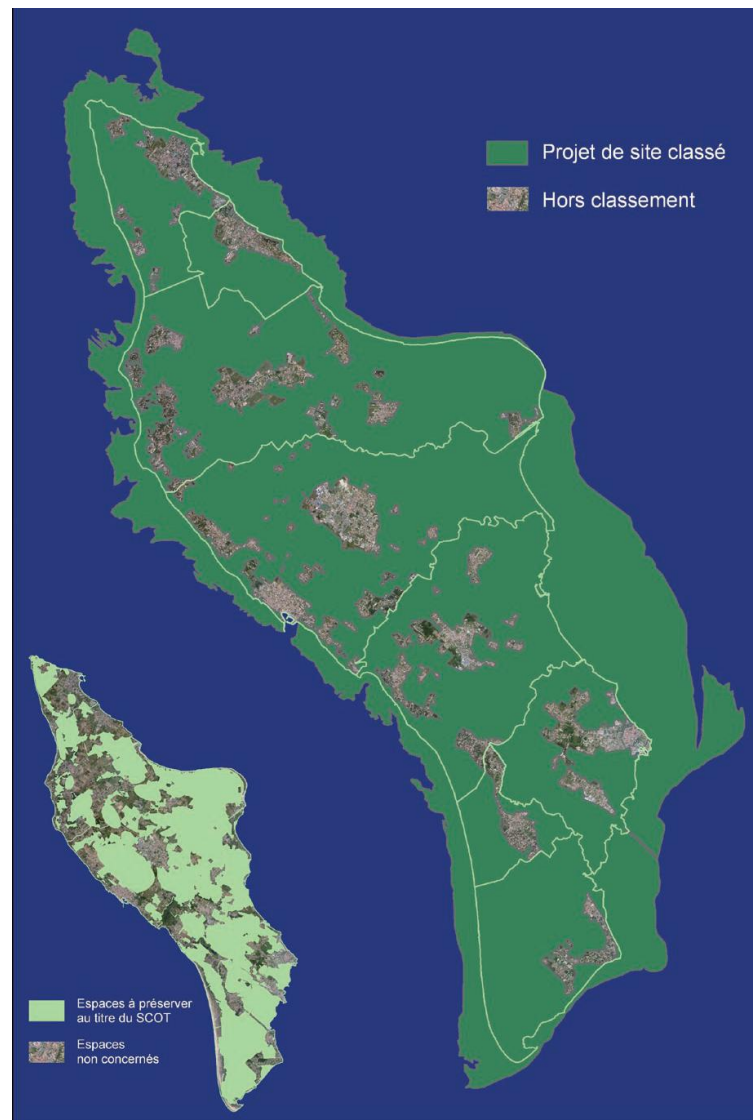 Projet de site classé
Hors classement
Espaces à préserver
au titre du SCOT
Espaces
non concernés